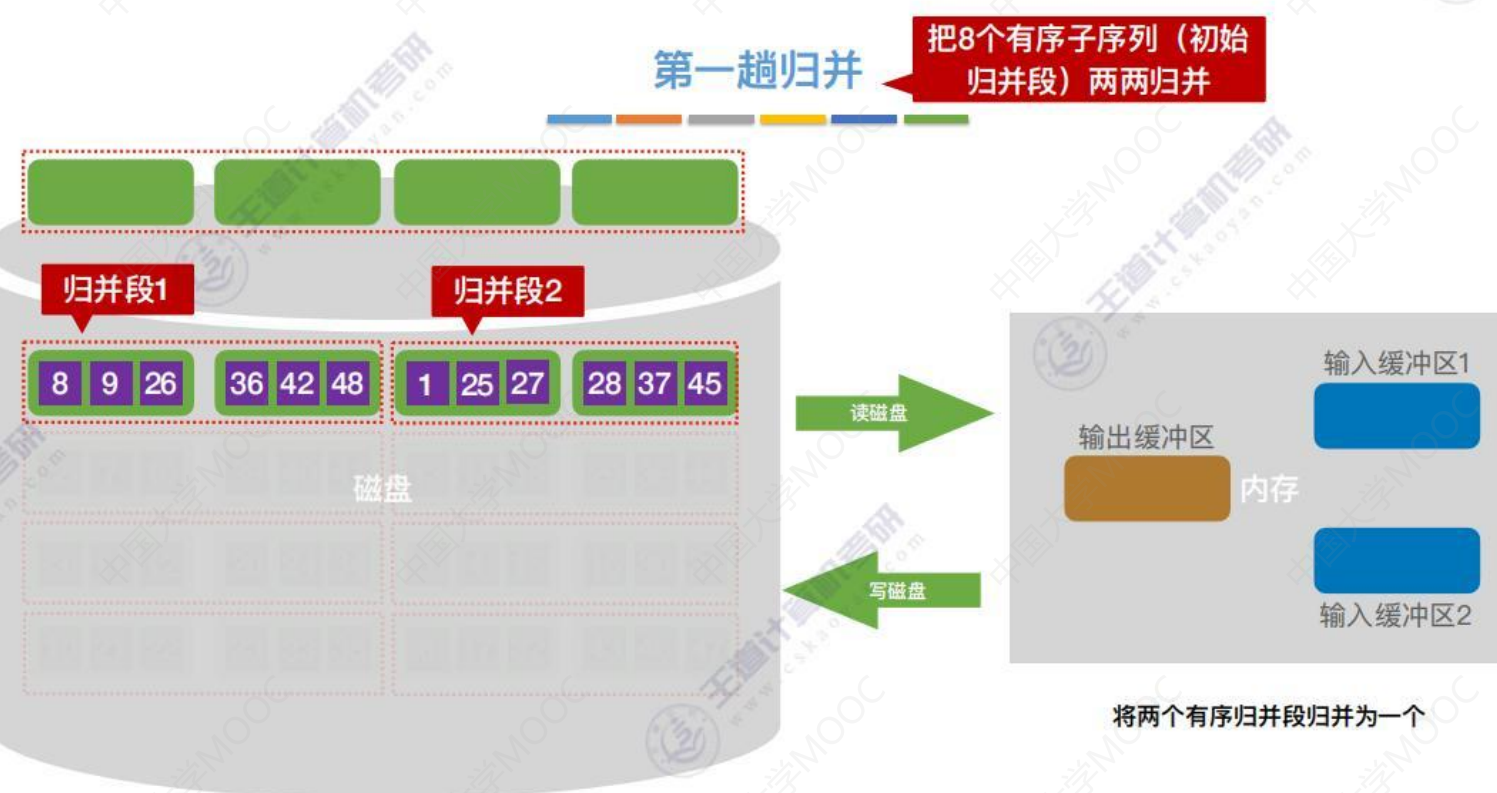 第一趟归并
把8个有序子序列（初始
归并段）两两归并
归并段1
归并段2
8 9 26 36 42 48 1 25 27 28 37 45
磁盘
读磁盘
写磁盘
输入缓冲区1
输出缓冲区
内存
输入缓冲区2
将两个有序归并段归并为一个
王道计算机考研
www.cskaoyan.com
中国大学MOOC